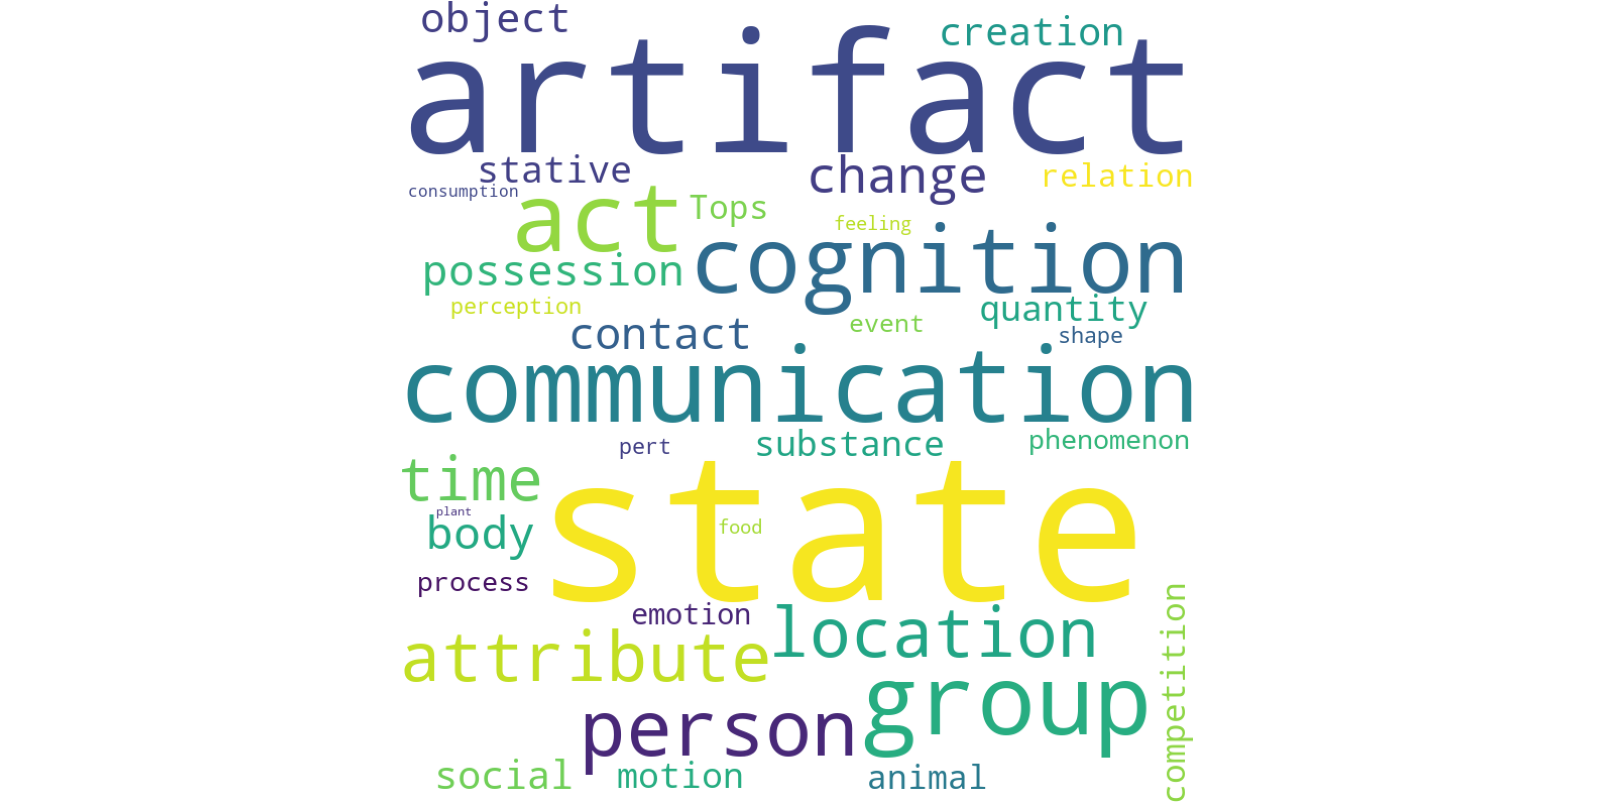 object
creation
artifact
stative
change
relation
consumption
act
Tops
feeling
cognition
possession
perception
quantity
contact
event
shape
communication
pert
substance
phenomenon
time
state
plant
body
food
process
emotion
location
attribute
competition
group
person
social
motion
animal